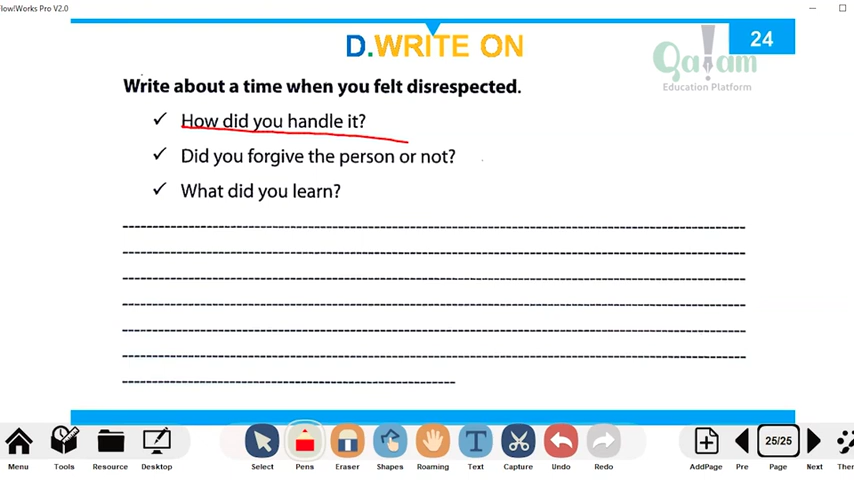 flow!Works Pro V2.0
D.WRITE ON
24
Qalam
Education Platform
Write about a time when you felt disrespected.
✓ How did you handle it?
✓ Did you forgive the person or not?
✓ What did you learn?
Menu Tools Resource Desktop Select Pens Eraser Shapes Roaming Text Capture Undo Redo AddPage Pre 25/25 Page Next Ther